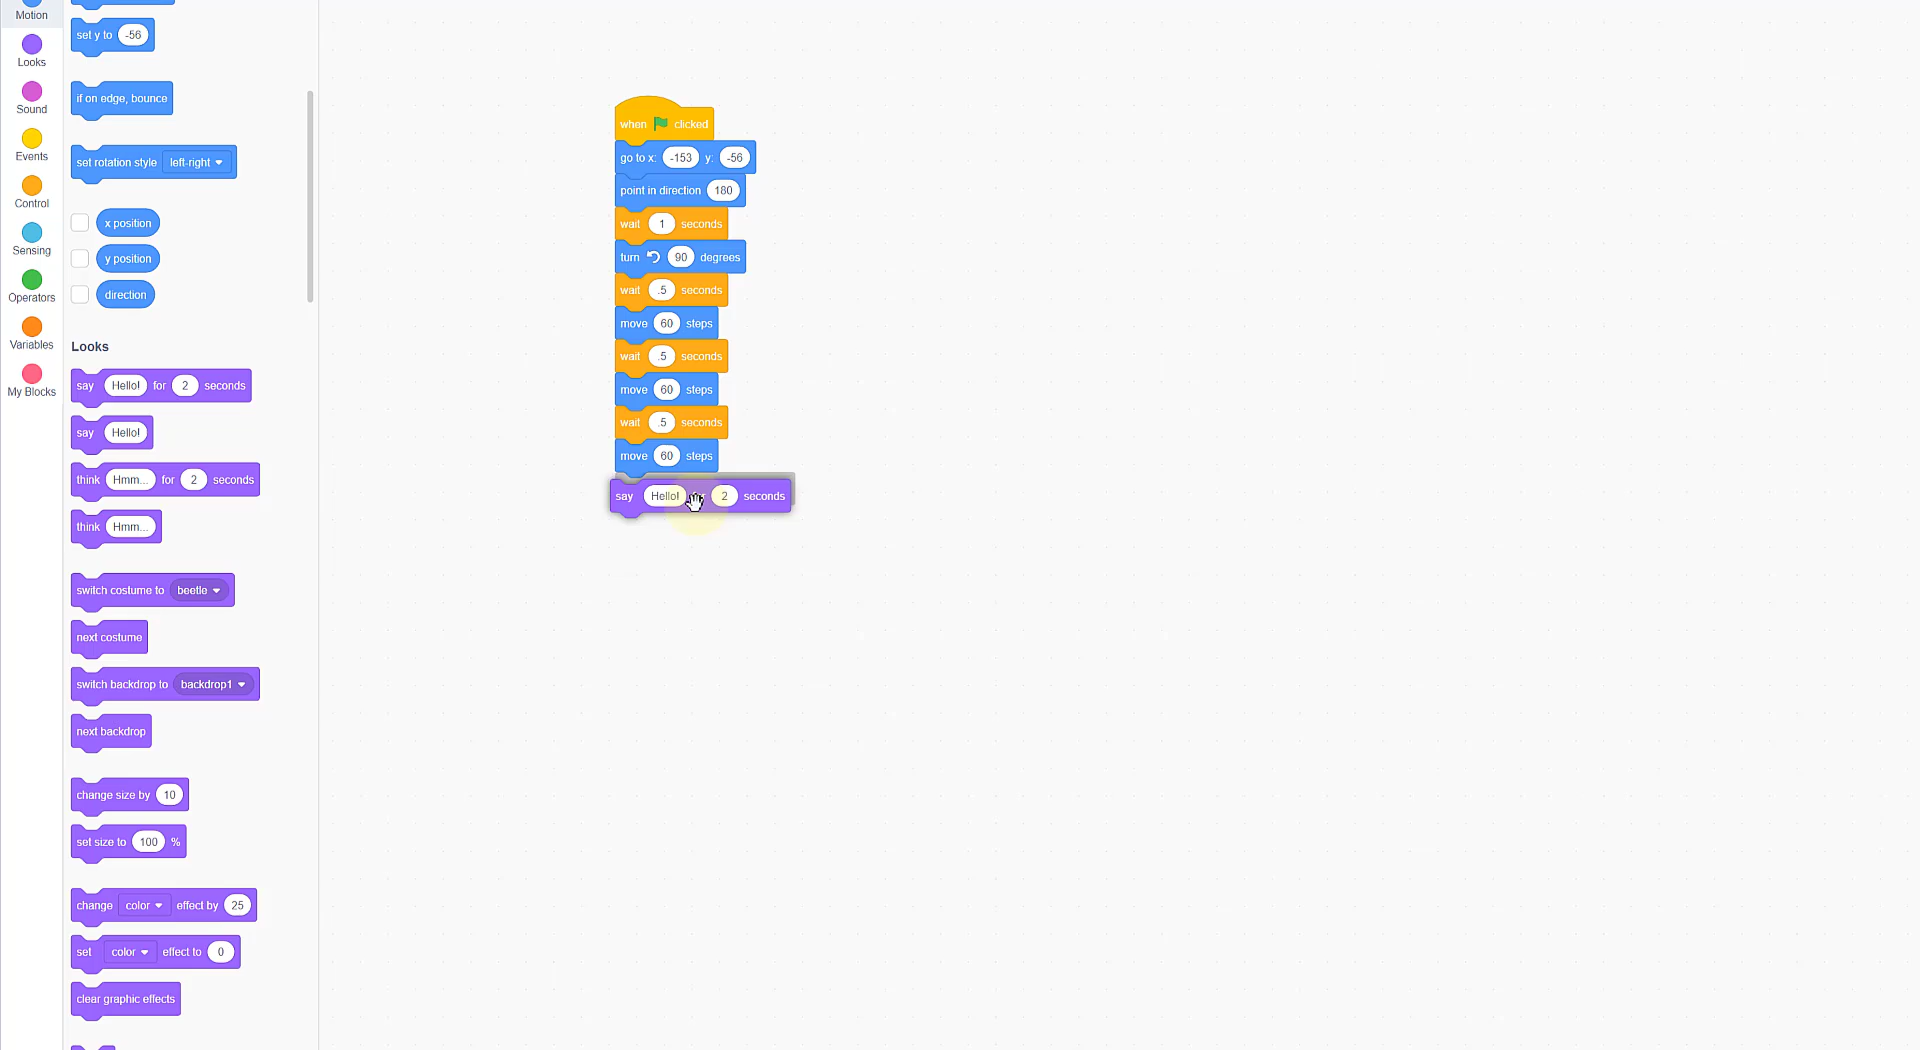 Motion
Looks
Sound
Events
Control
Sensing
Operators
Variables
My Blocks
set y to -56
if on edge, bounce
set rotation style left-right
x position
y position
direction
Looks
say Hello! for 2 seconds
say Hello!
think Hmm... for 2 seconds
think Hmm...
switch costume to beetle
next costume
switch backdrop to backdrop1
next backdrop
change size by 10
set size to 100 %
change color effect by 25
set color effect to 0
clear graphic effects
when clicked
go to x: -153 y: -56
point in direction 180
wait 1 seconds
turn 90 degrees
wait .5 seconds
move 60 steps
wait .5 seconds
move 60 steps
wait .5 seconds
move 60 steps
say Hello! 2 seconds